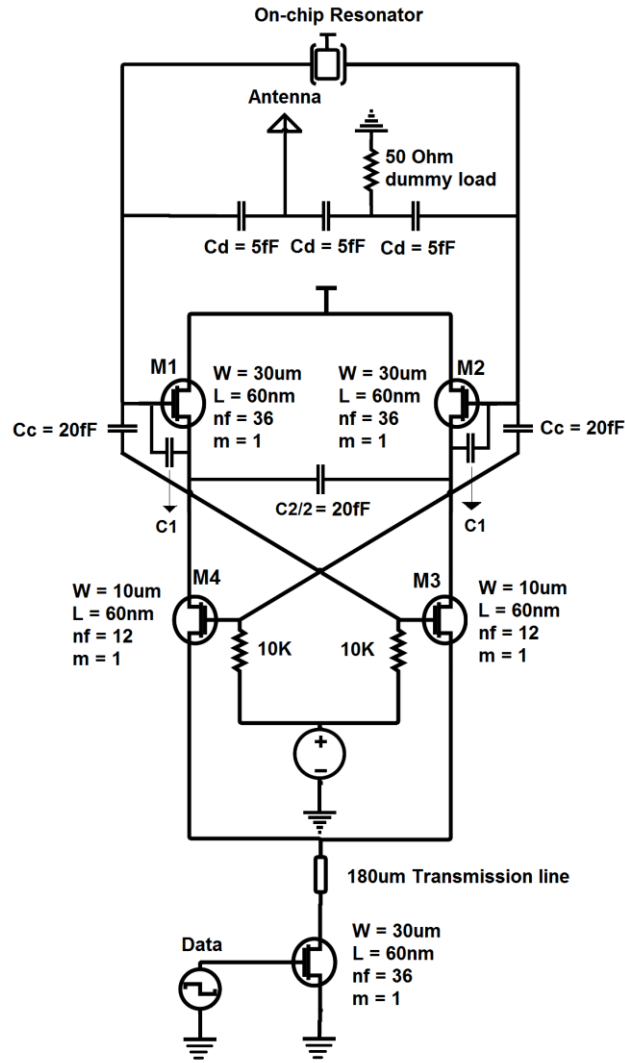 On-chip Resonator
Antenna
50 Ohm
dummy load
Cd = 5fF
Cd = 5fF
Cd = 5fF
M1
W = 30um
L = 60nm
nf = 36
m = 1
W = 30um
L = 60nm
nf = 36
m = 1
M2
Cc = 20fF
Cc = 20fF
C1
C2/2 = 20fF
C1
M4
W = 10um
L = 60nm
nf = 12
m = 1
M3
W = 10um
L = 60nm
nf = 12
m = 1
10K
10K
+
−
180um Transmission line
Data
W = 30um
L = 60nm
nf = 36
m = 1